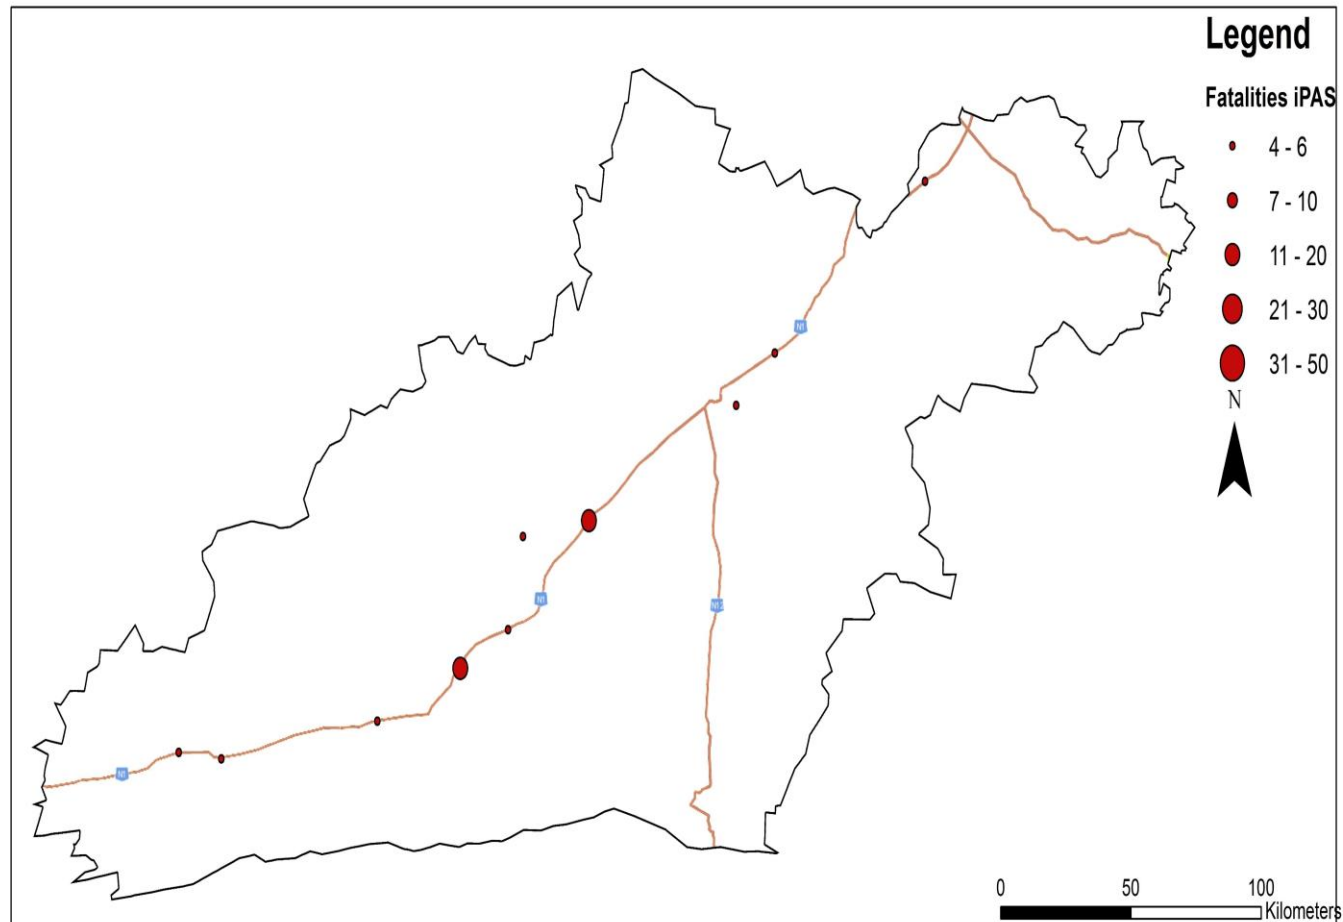 Legend
Fatalities iPAS
4 - 6
7 - 10
11 - 20
21 - 30
31 - 50
N
N1
N1
N12
N1
0 50 100
Kilometers